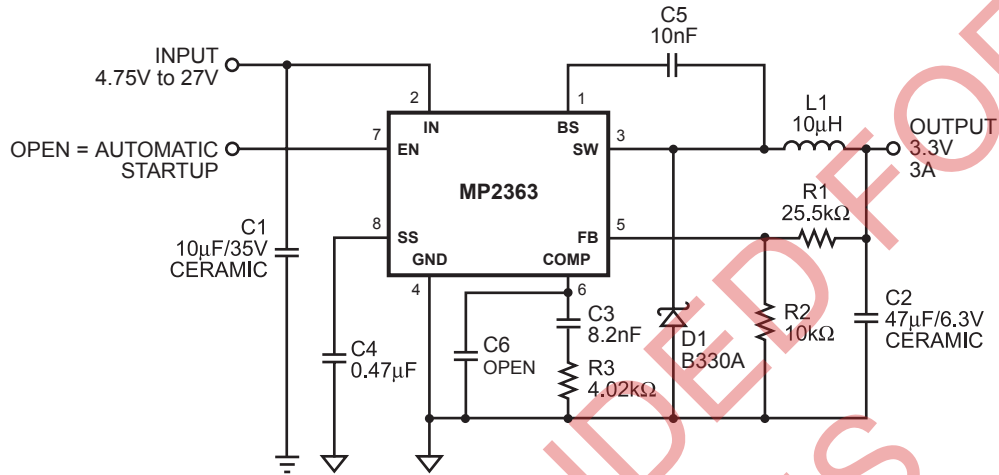 INPUT
4.75V to 27V
OPEN = AUTOMATIC
STARTUP
C1
10µF/35V
CERAMIC
C4
0.47µF
2
IN
7
EN
8
SS
GND
4
MP2363
1
BS
3
SW
5
FB
COMP
6
C5
10nF
L1
10µH
OUTPUT
3.3V
3A
R1
25.5kΩ
C6
OPEN
C3
8.2nF
R3
4.02kΩ
D1
B330A
R2
10kΩ
C2
47µF/6.3V
CERAMIC